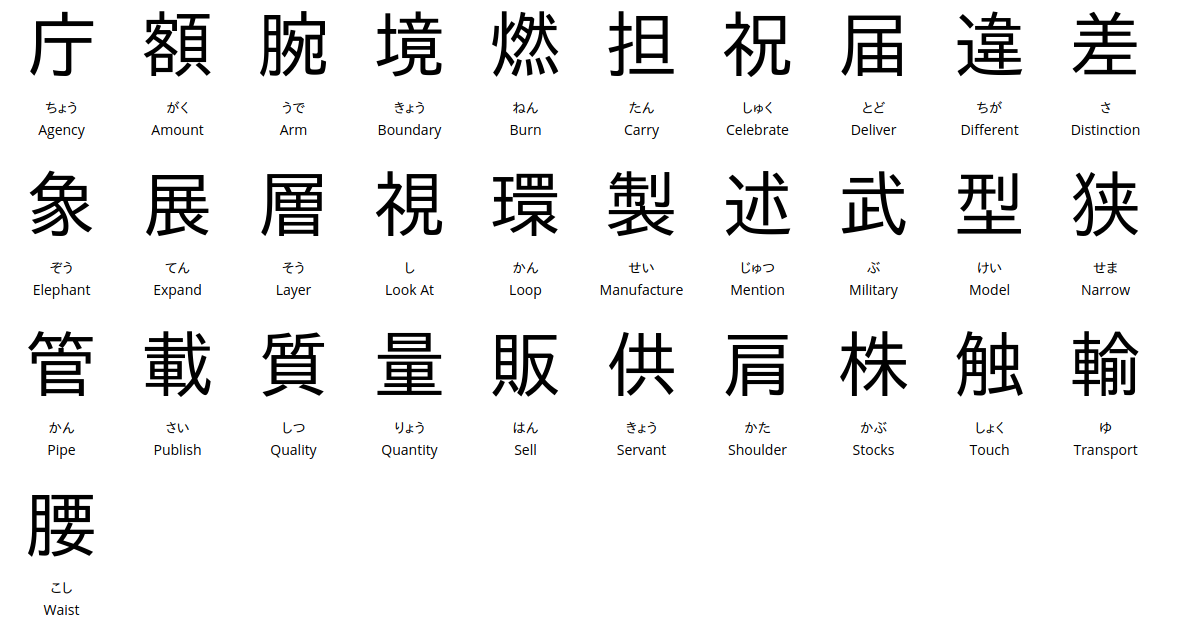 庁 額 腕 境 燃 担 祝 届 違 差
ちょう がく うで きょう ねん たん しゅく とど ちが さ
Agency Amount Arm Boundary Burn Carry Celebrate Deliver Different Distinction
象 展 層 視 環 製 述 武 型 狭
ぞう てん そう し かん せい じゅつ ぶ けい せま
Elephant Expand Layer Look At Loop Manufacture Mention Military Model Narrow
管 載 質 量 販 供 肩 株 触 輸
かん さい しつ りょう はん きょう かた かぶ しょく ゆ
Pipe Publish Quality Quantity Sell Servant Shoulder Stocks Touch Transport
腰
こし
Waist